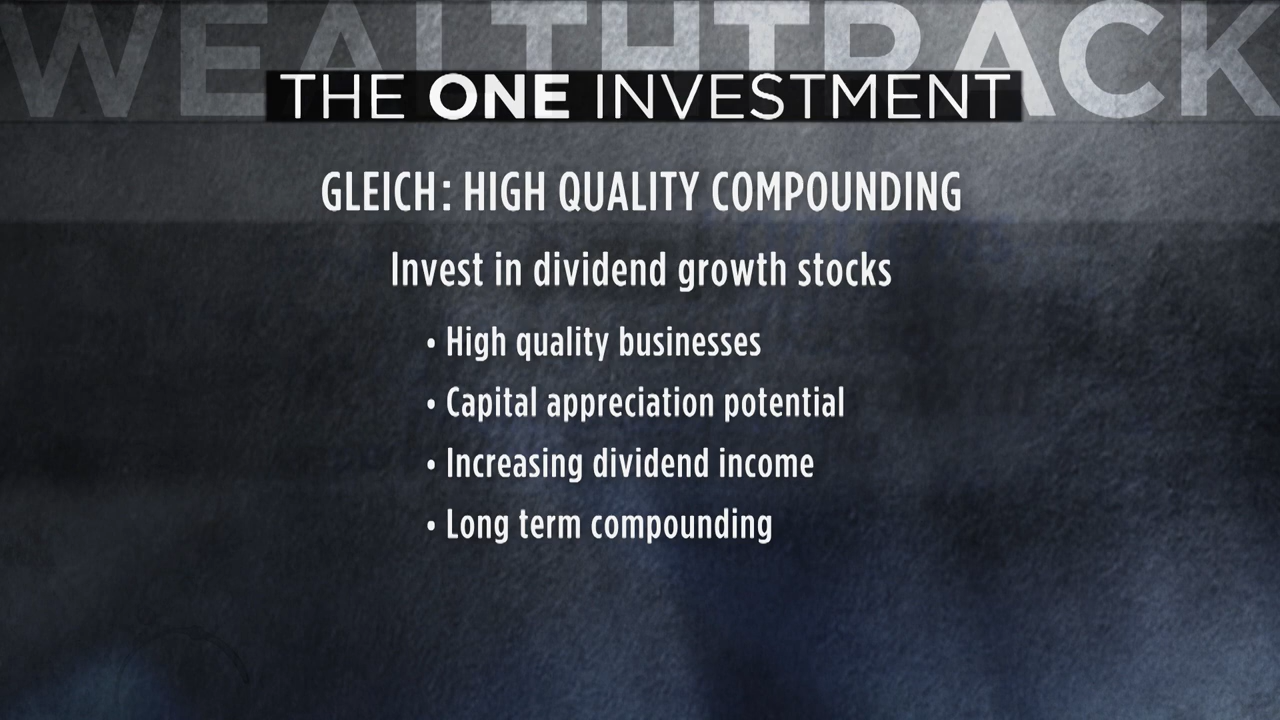 WEALTHTRACK
THE ONE INVESTMENT
GLEICH: HIGH QUALITY COMPOUNDING
Invest in dividend growth stocks
• High quality businesses
• Capital appreciation potential
• Increasing dividend income
• Long term compounding